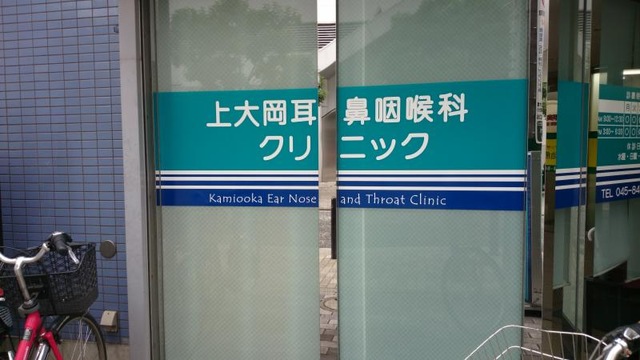 上大岡耳鼻咽喉科
クリニック
Kamiooka Ear Nose and Throat Clinic
TEL 045-84